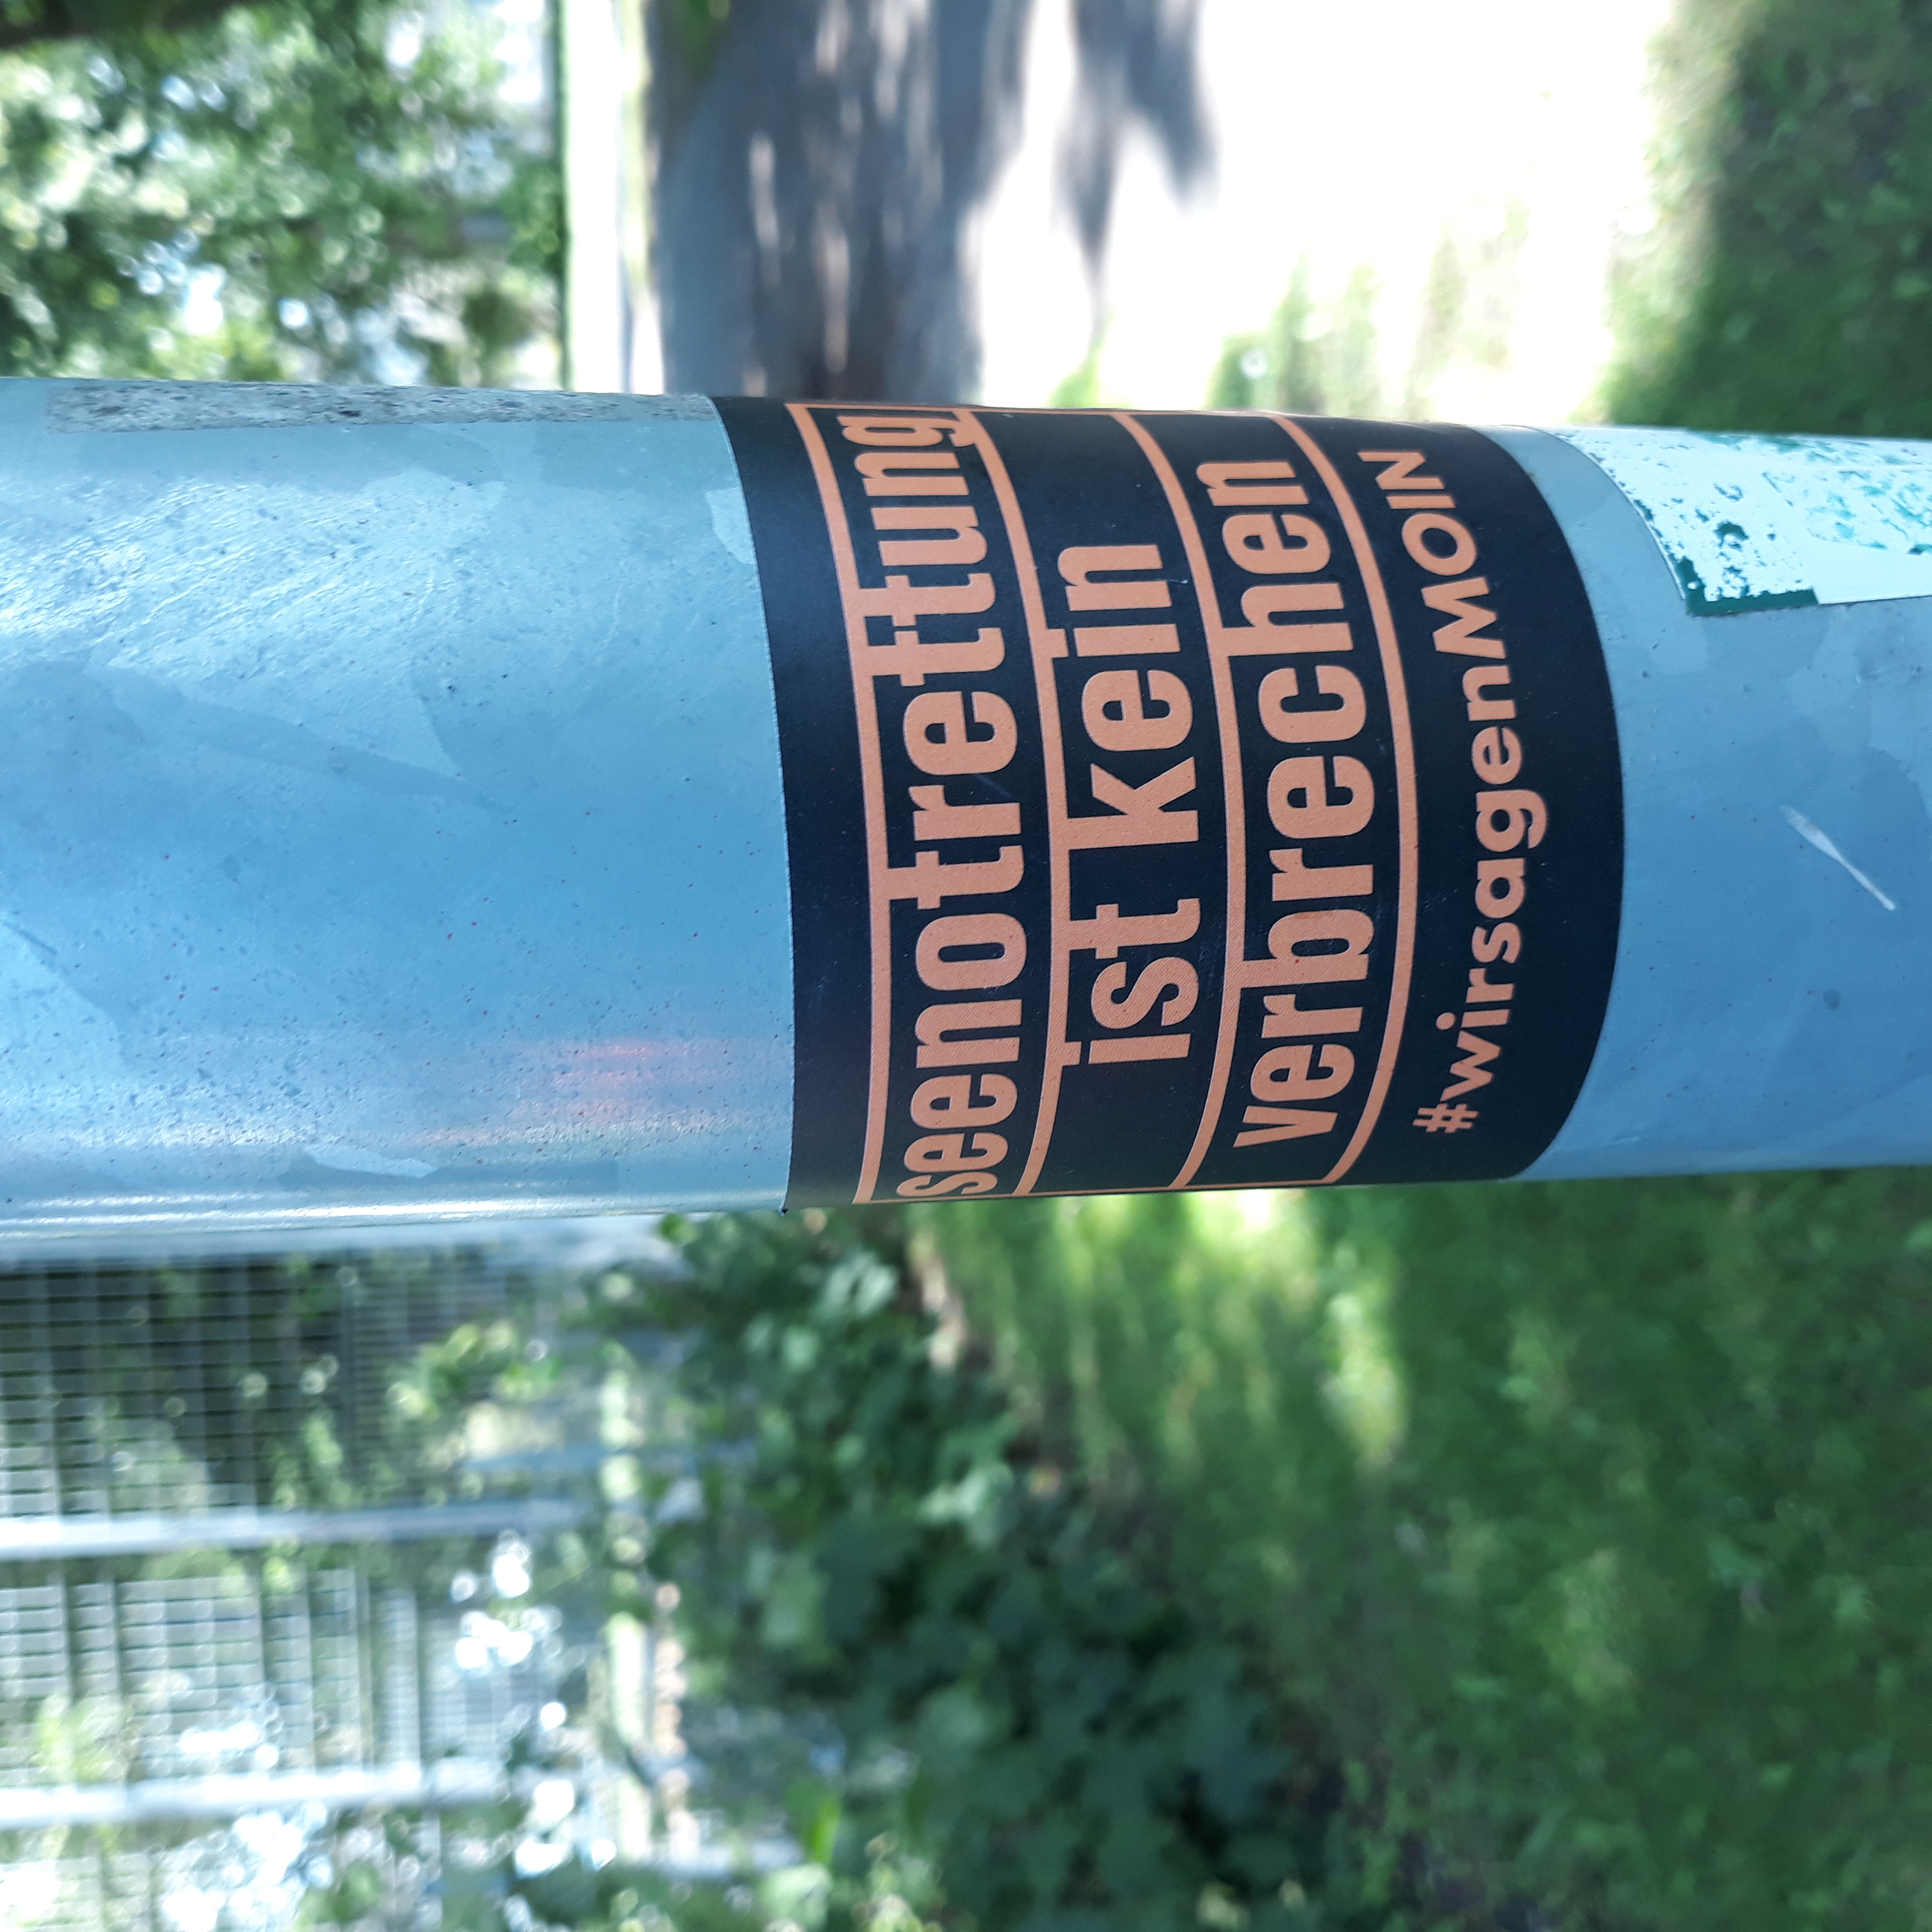 seenotrettung
ist kein
verbrechen
#wirsagenMOIN